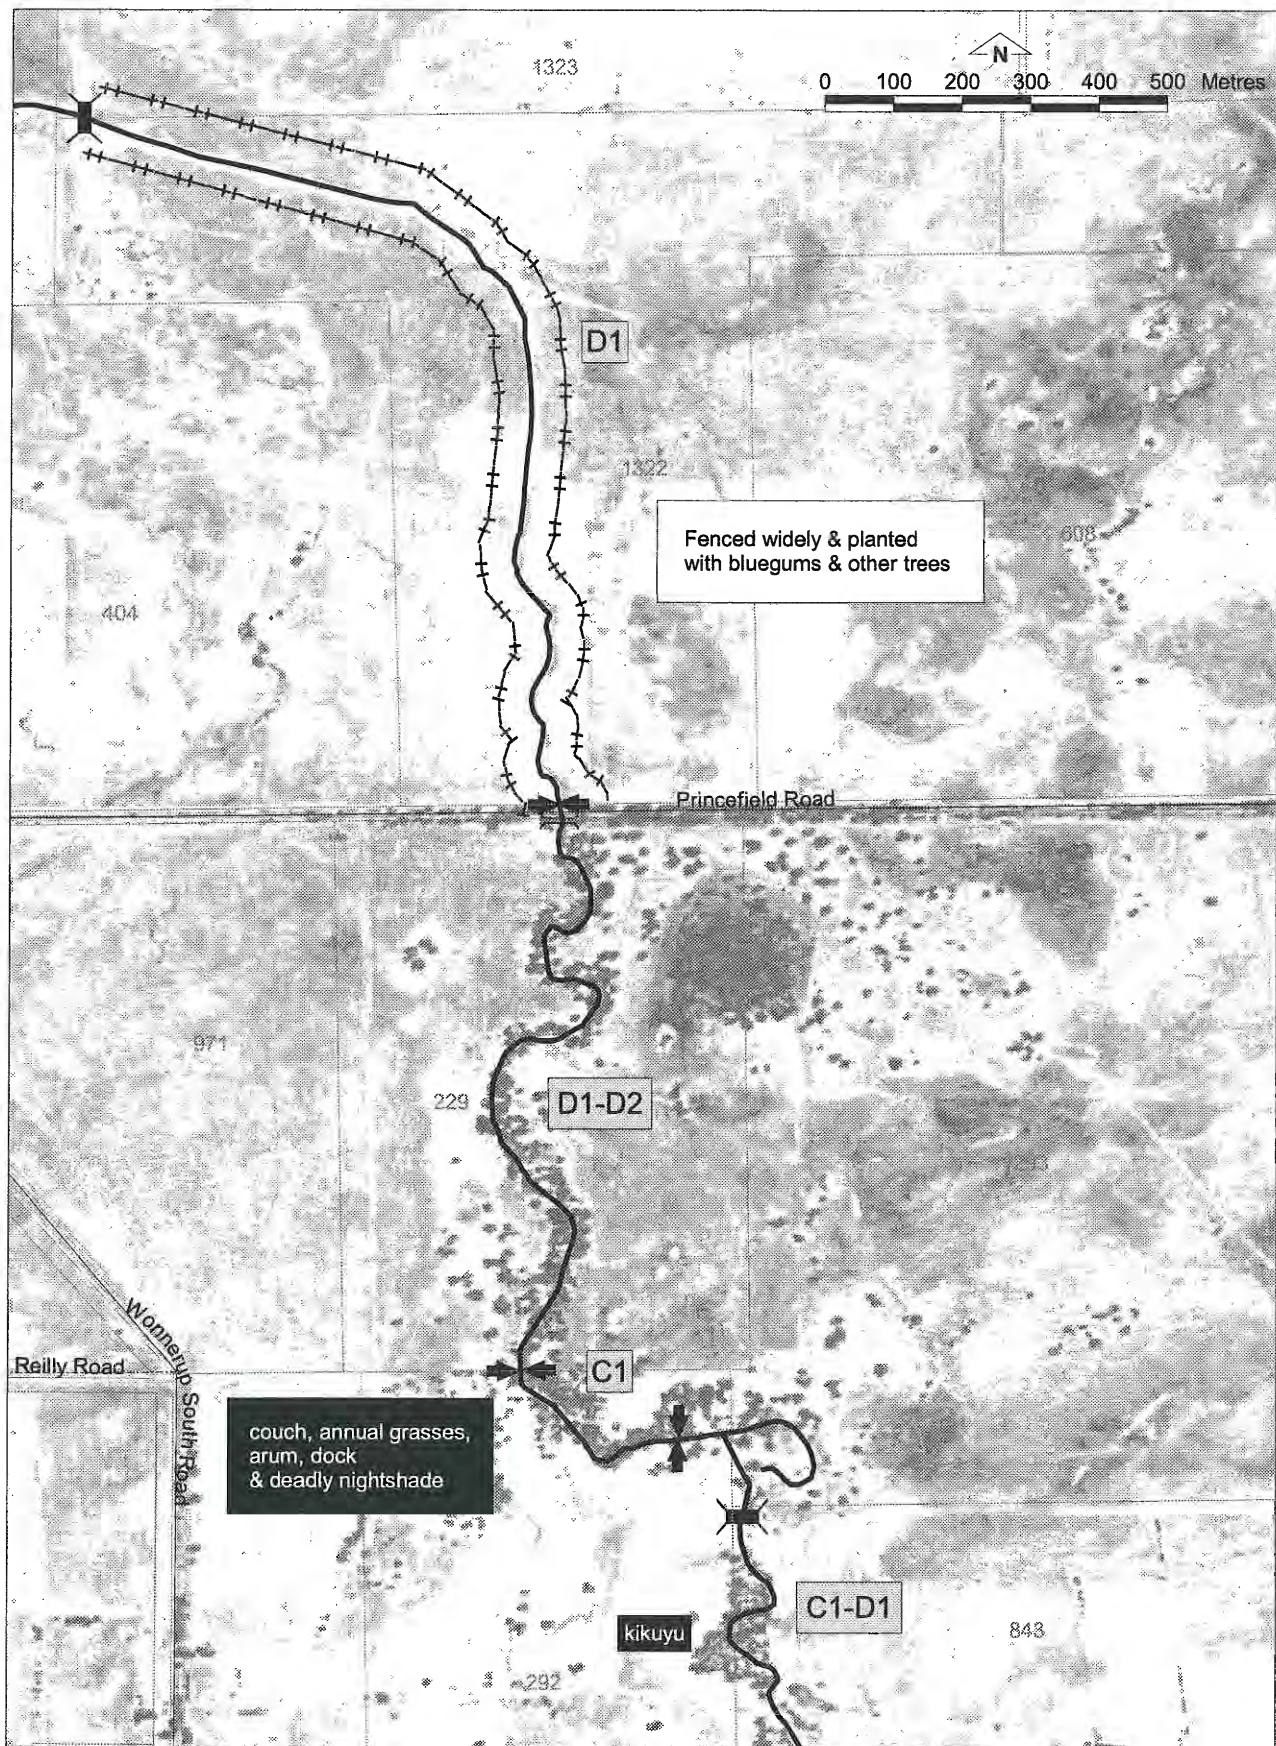 1323
N
0 100 200 300 400 500 Metres
D1
1322
Fenced widely & planted
with bluegums & other trees
608
404
Princefield Road
971
229
D1-D2
Wonnerup South Road
Reilly Road
C1
couch, annual grasses,
arum, dock
& deadly nightshade
C1-D1
kikuyu
843
292